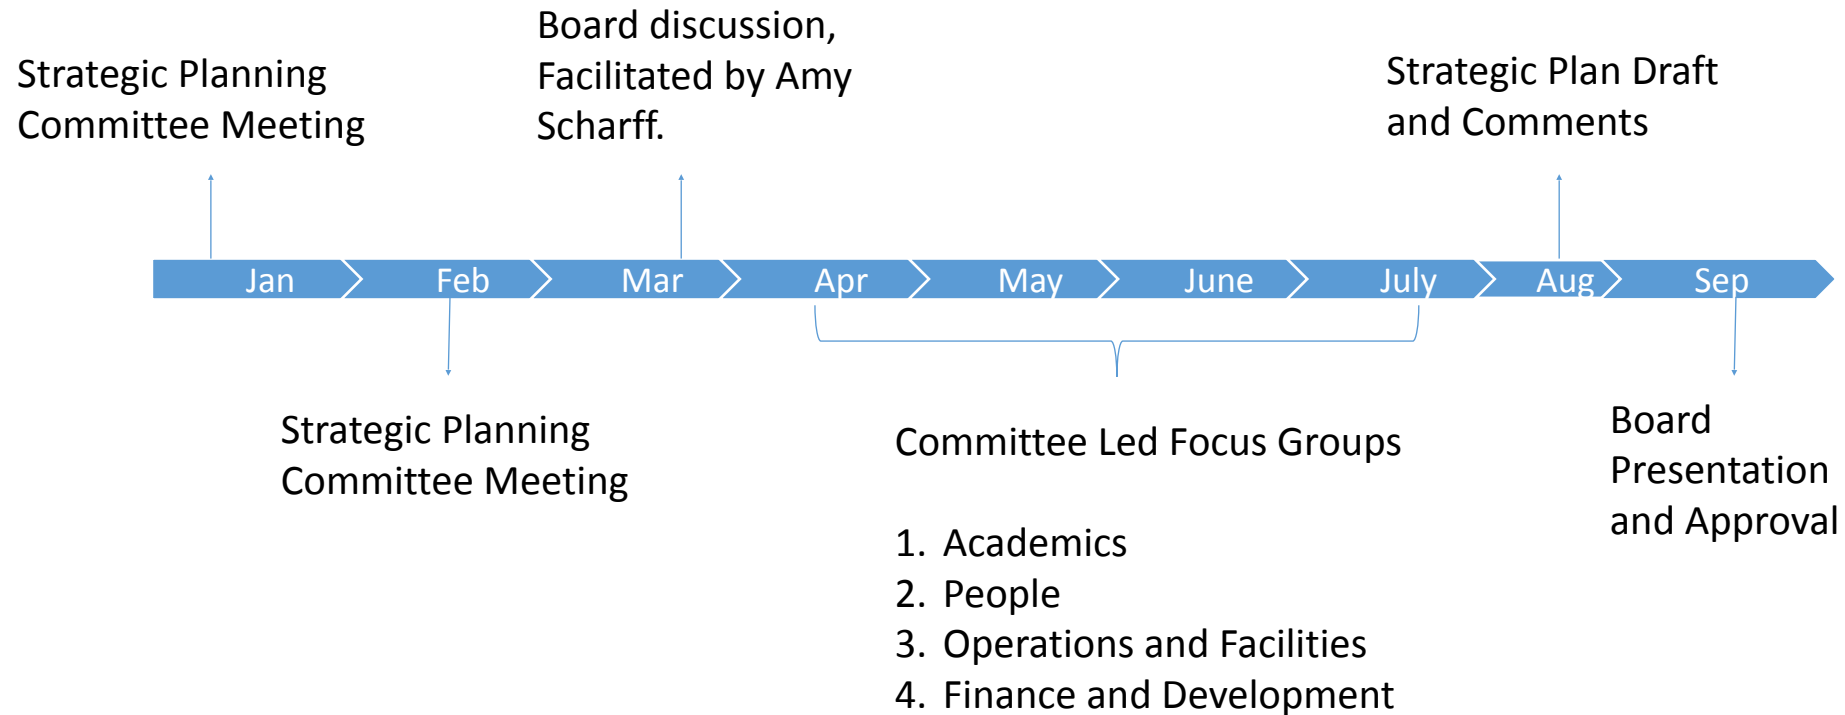 Strategic Planning
Committee Meeting
Board discussion,
Facilitated by Amy
Scharff.
Strategic Plan Draft
and Comments
Jan
Feb
Mar
Apr
May
June
July
Aug
Sep
Strategic Planning
Committee Meeting
Committee Led Focus Groups
1. Academics
2. People
3. Operations and Facilities
4. Finance and Development
Board
Presentation
and Approval